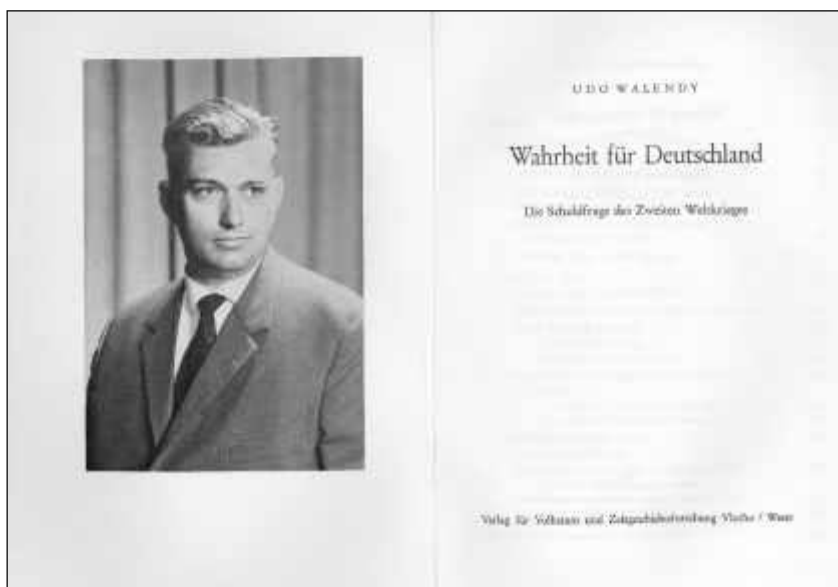 UDO WALENDY
Wahrheit für Deutschland
Die Schuldfrage des Zweiten Weltkrieges
Verlag für Volkstum und Zeitgeschichtsforschung Vlotho / Weser